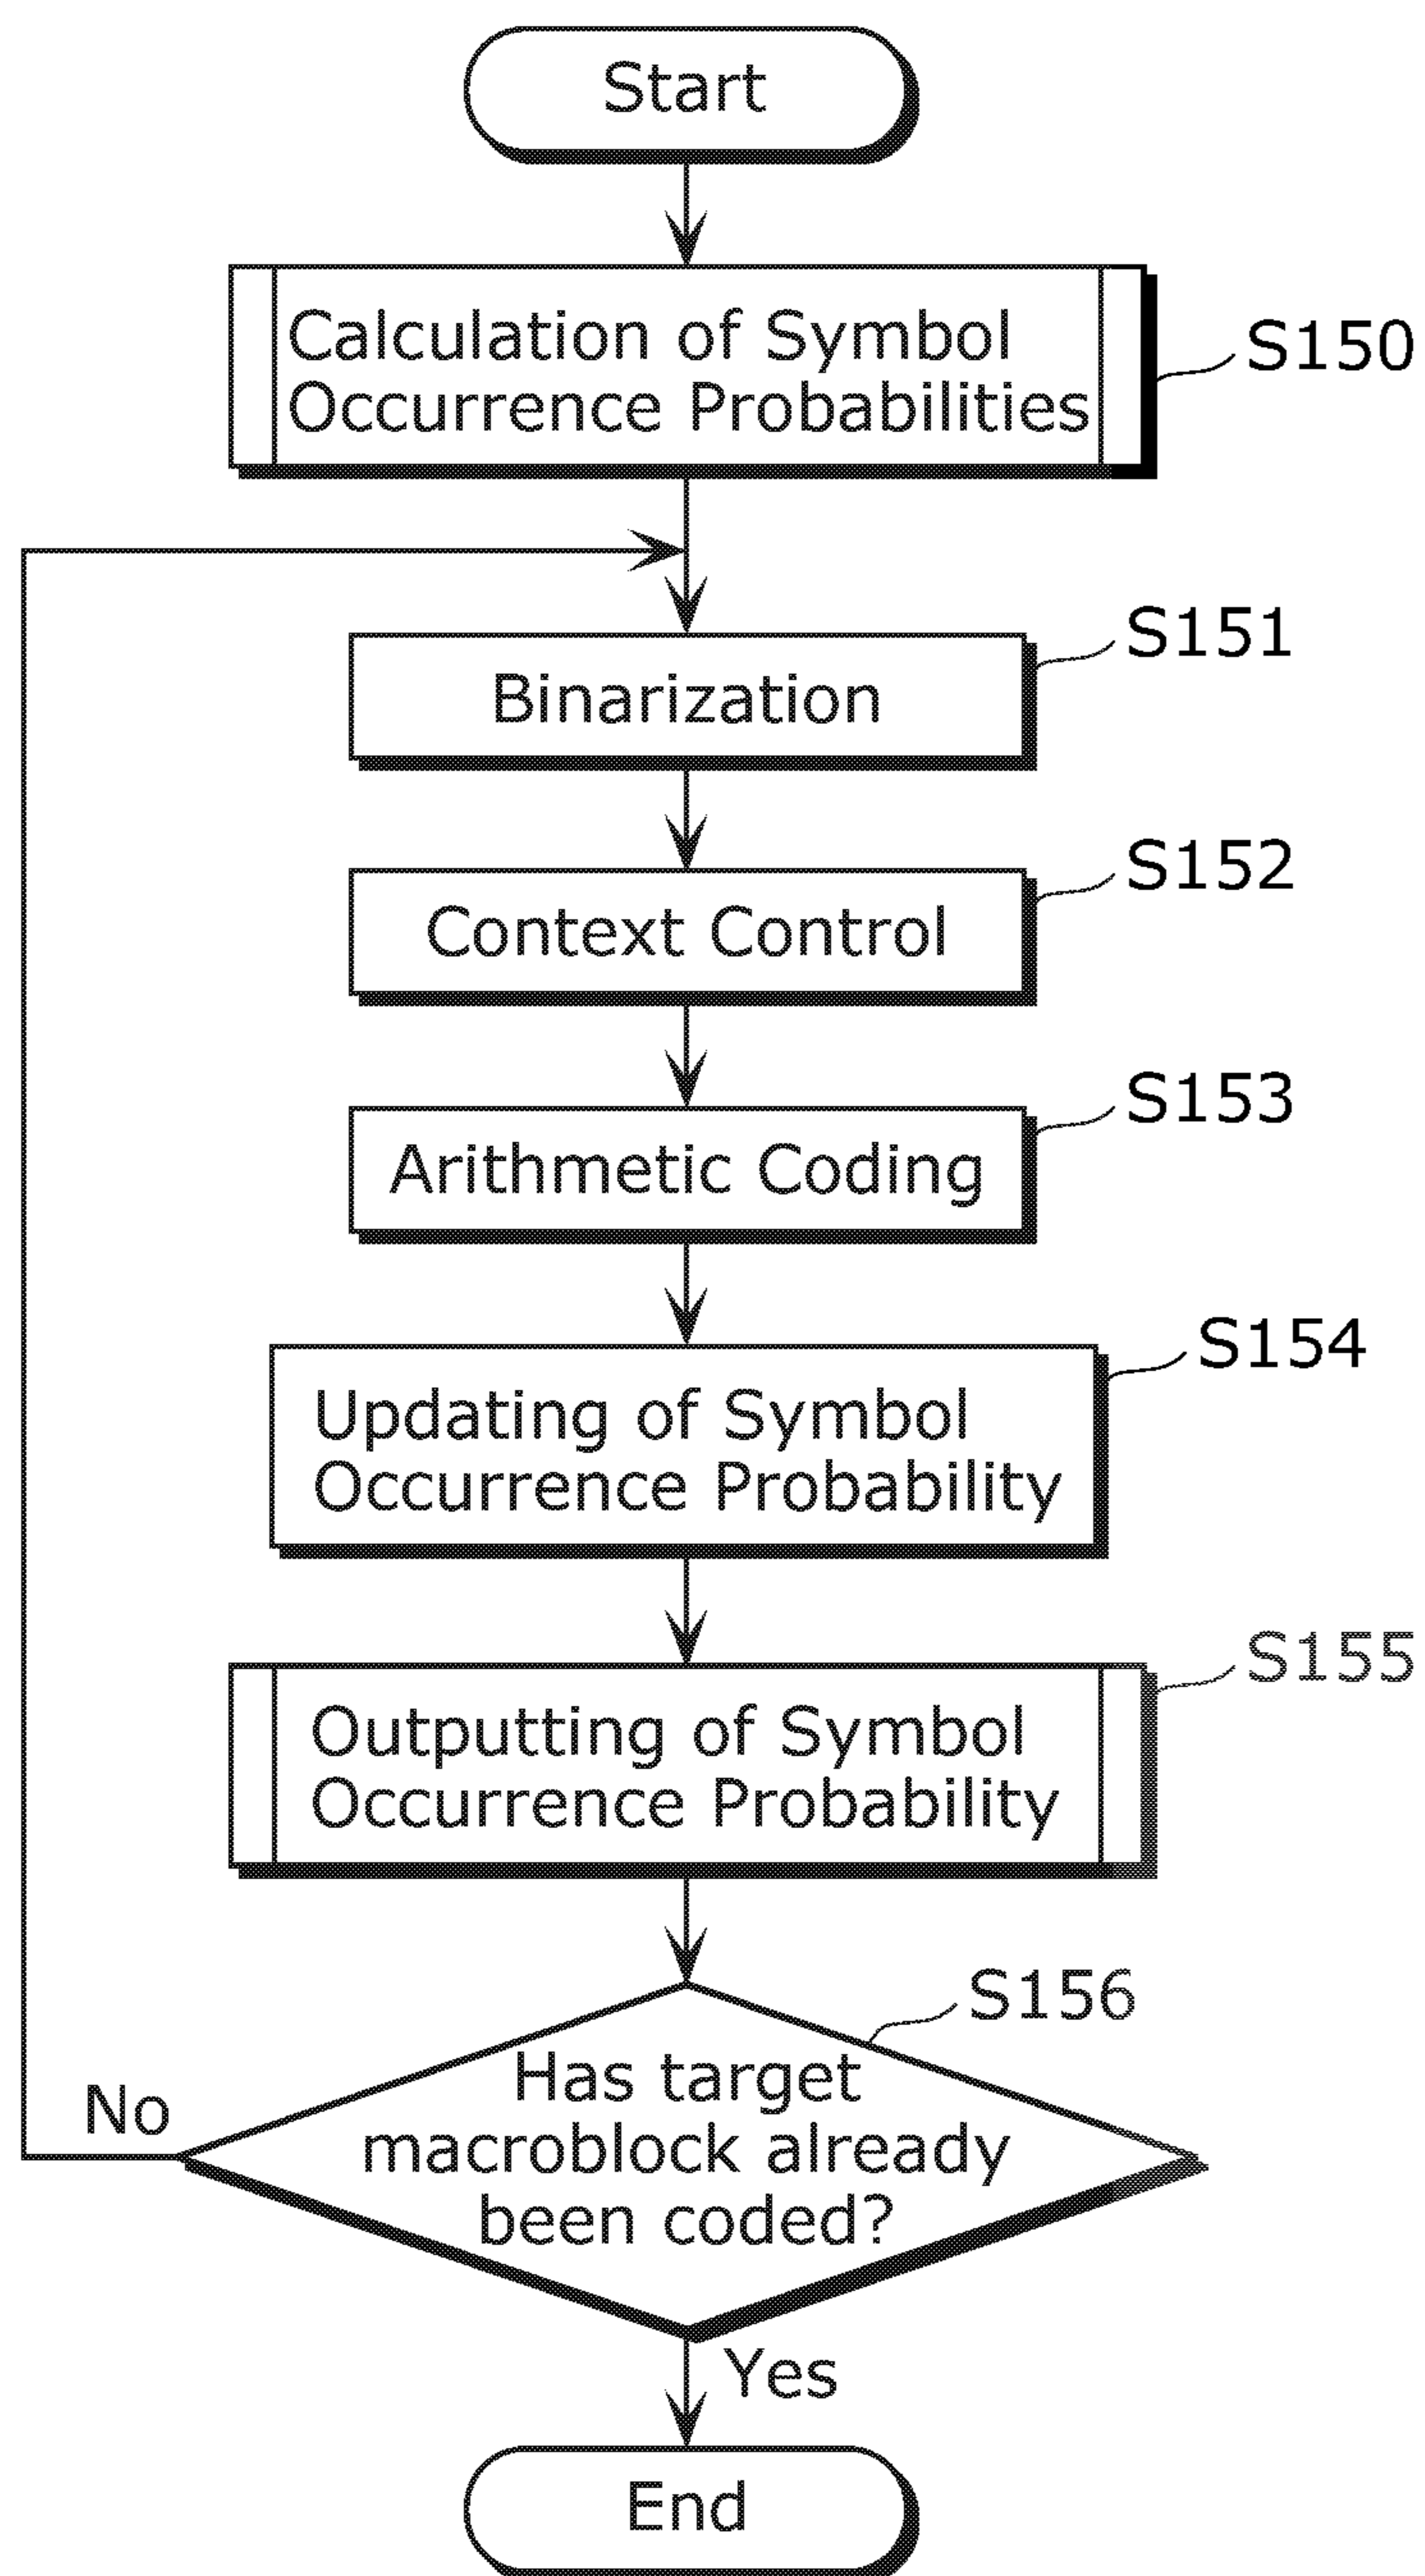 Start
Calculation of Symbol
Occurrence Probabilities
S150
Binarization
S151
Context Control
S152
Arithmetic Coding
S153
Updating of Symbol
Occurrence Probability
S154
Outputting of Symbol
Occurrence Probability
S155
Has target
macroblock already
been coded?
S156
No
Yes
End